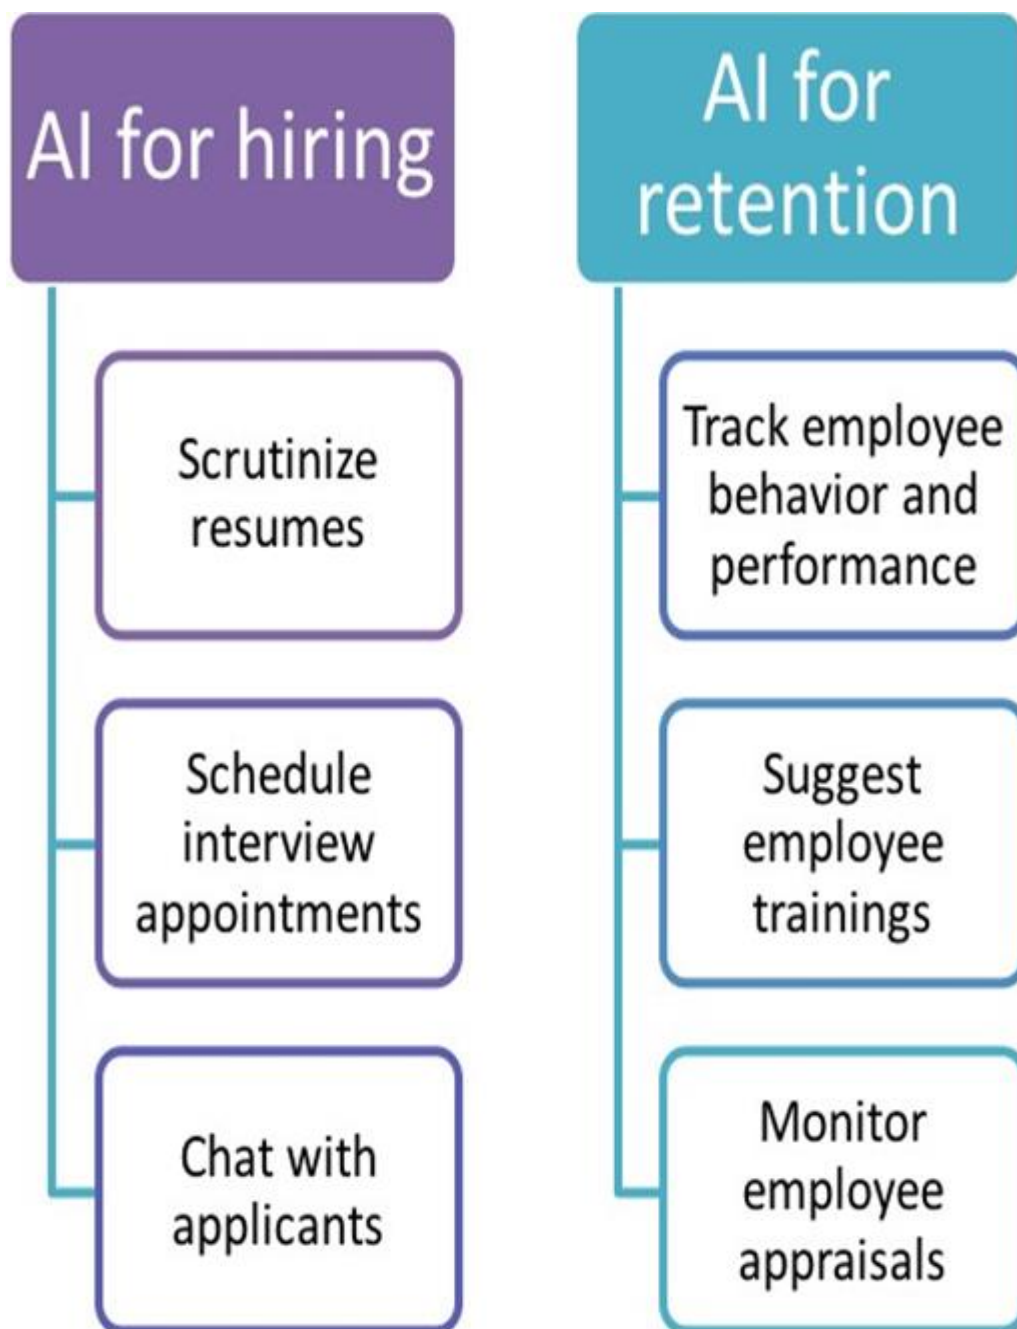 AI for hiring
Scrutinize
resumes
Schedule
interview
appointments
Chat with
applicants
AI for
retention
Track employee
behavior and
performance
Suggest
employee
trainings
Monitor
employee
appraisals